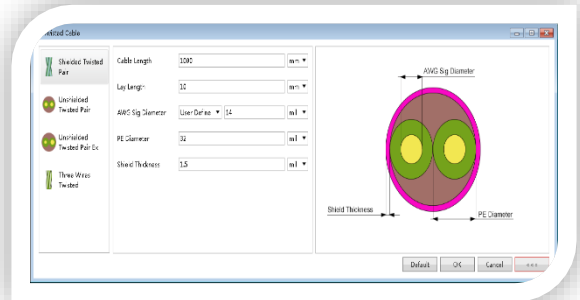 Twisted Cable
Shielded Twisted
Pair
Unshielded
Twisted Pair
Unshielded
Twisted Pair Ex
Three Wires
Twisted
Cable Length 1000 mm
Lay Length 10 mm
AWG Sig Diameter User Define 14 mil
PE Diameter 32 mil
Shield Thickness 1.5 mil
AWG Sig Diameter
Shield Thickness
PE Diameter
Default OK Cancel <<<